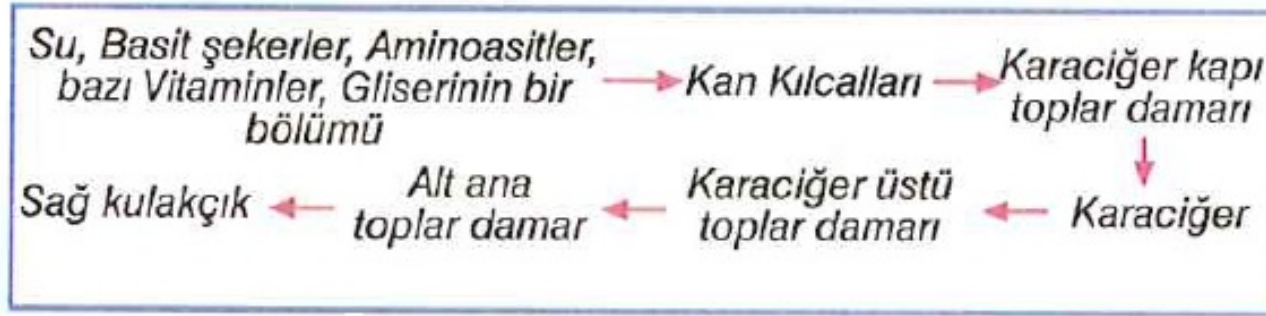 Su, Basit şekerler, Aminoasitler,
bazı Vitaminler, Gliserinin bir
bölümü
Kan Kılcalları
Karaciğer kapı
toplar damarı
Karaciğer
Karaciğer üstü
toplar damarı
Alt ana
toplar damar
Sağ kulakçık